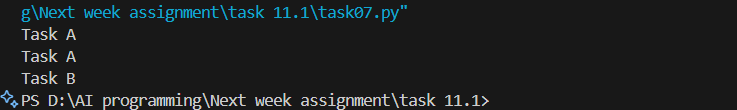 g\Next week assignment\task 11.1\task07.py"
Task A
Task A
Task B
PS D:\AI programming\Next week assignment\task 11.1>